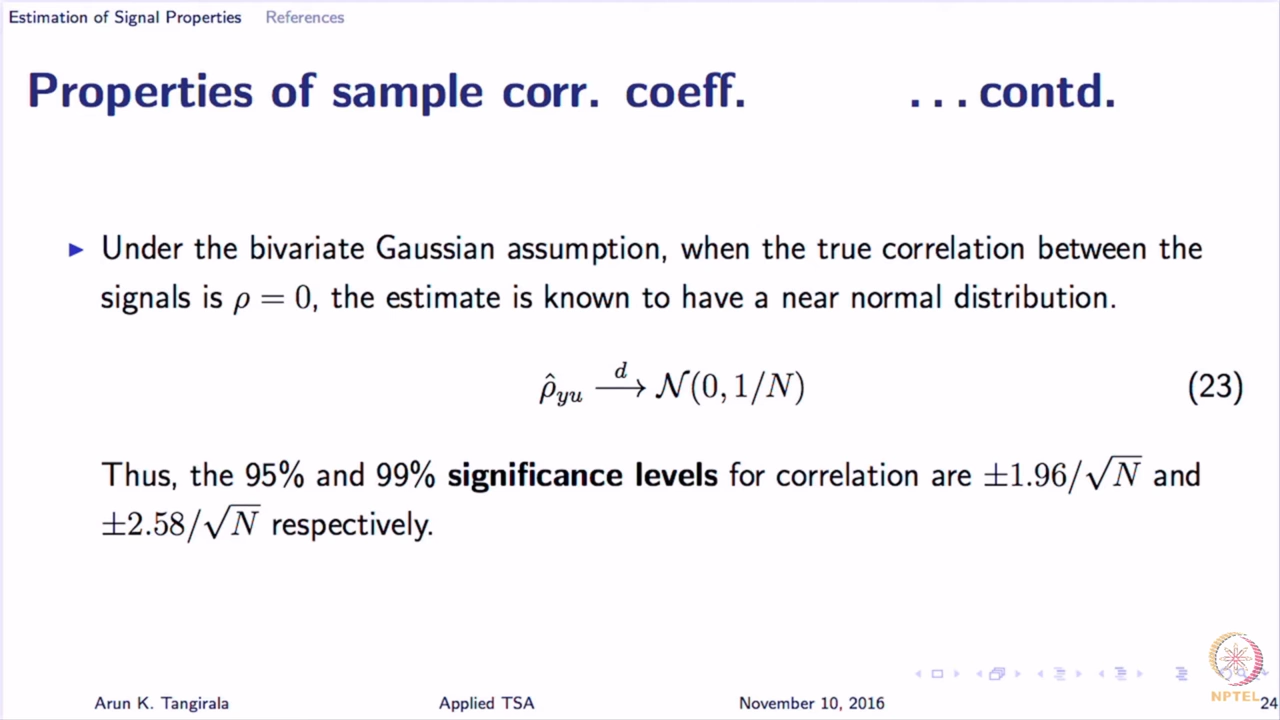 Estimation of Signal Properties References
Properties of sample corr. coeff. ...contd.
▶ Under the bivariate Gaussian assumption, when the true correlation between the
signals is ρ = 0, the estimate is known to have a near normal distribution.
ρ̂_yu —d→ 𝒩(0, 1/N) (23)
Thus, the 95% and 99% significance levels for correlation are ±1.96/√N and
±2.58/√N respectively.
NPTEL
Arun K. Tangirala Applied TSA November 10, 2016 24